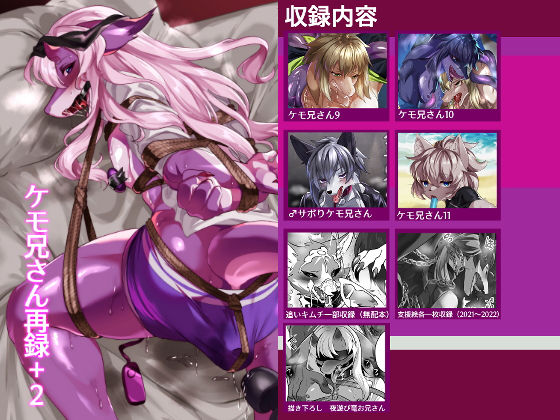 ケモ兄さん再録+2
収録内容
ケモ兄さん9
ケモ兄さん10
♂サボりケモ兄さん
ケモ兄さん11
追いキムチ一部収録（無配本）
支援絵各一枚収録（2021～2022）
描き下ろし　夜遊び竜お兄さん